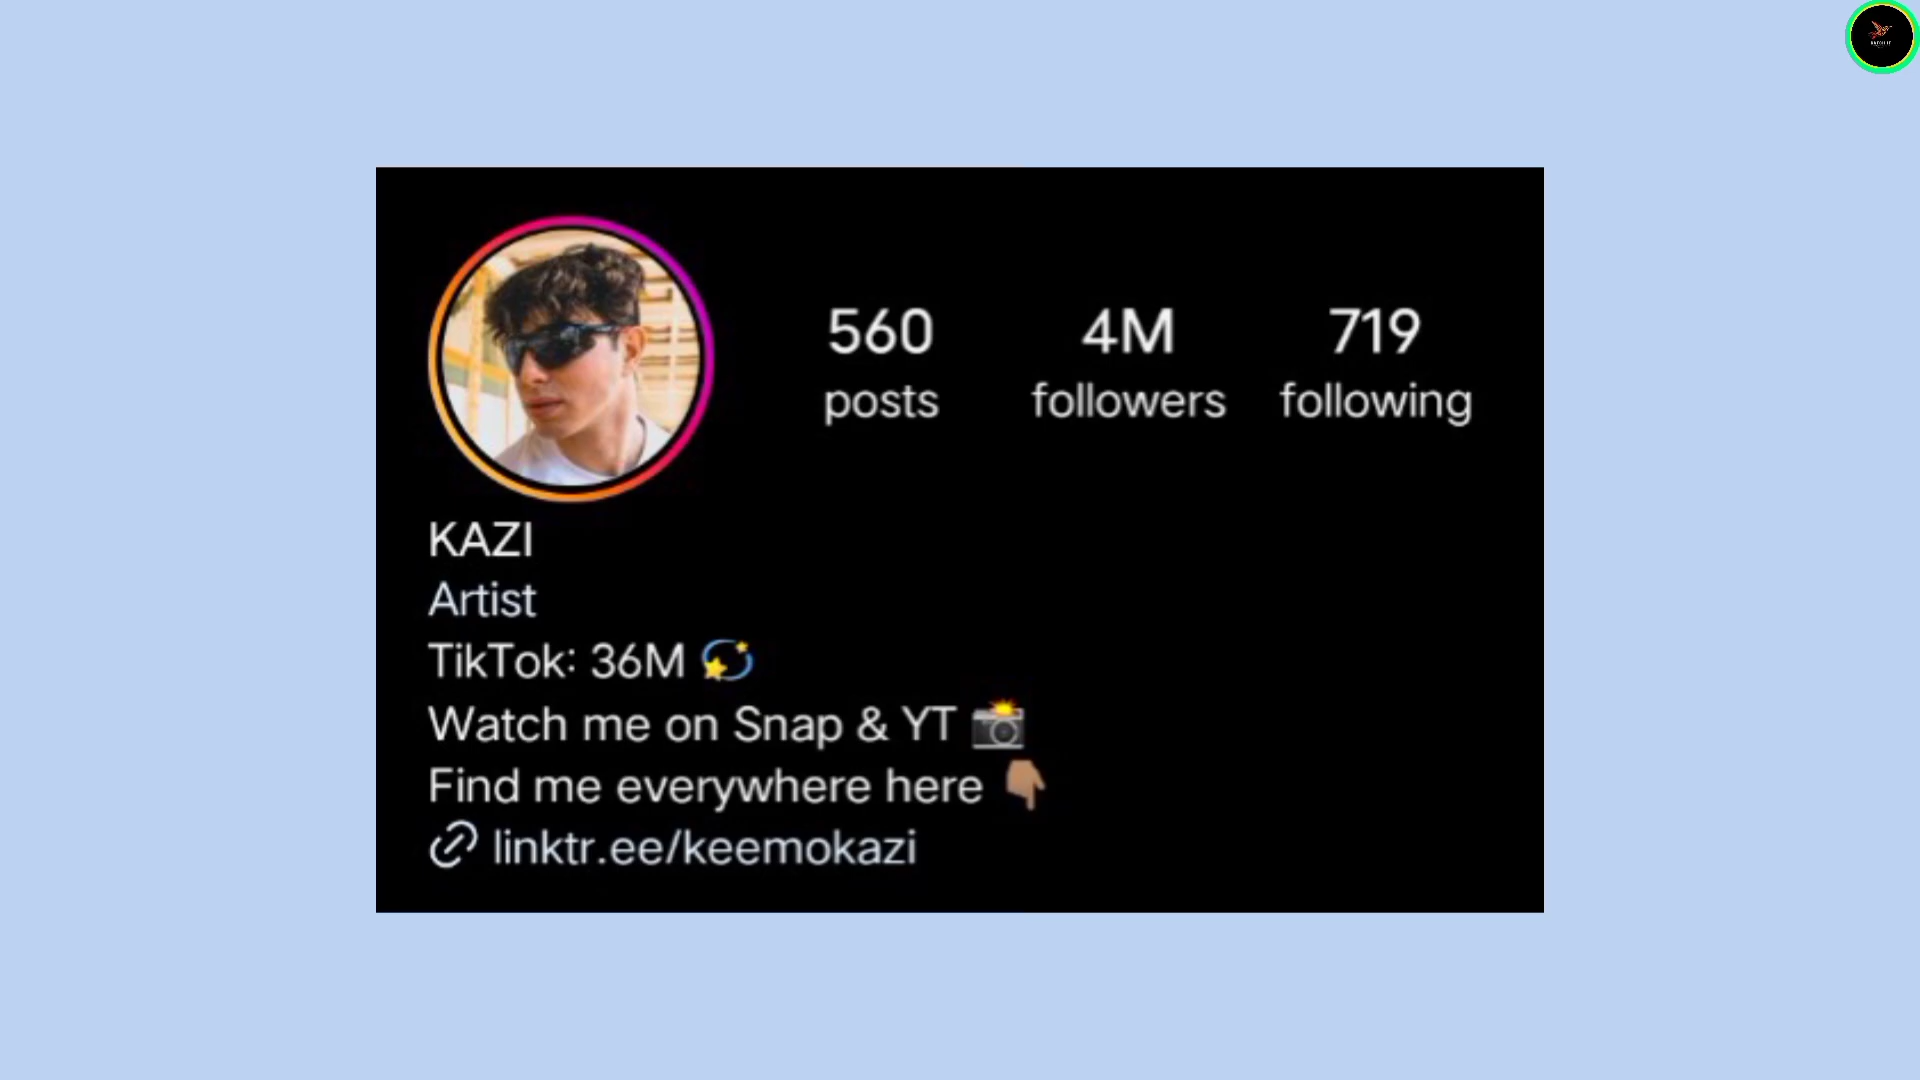 560 4M 719
posts followers following
KAZI
Artist
TikTok: 36M 💫
Watch me on Snap & YT 📸
Find me everywhere here 👇🏽
linktr.ee/keemokazi